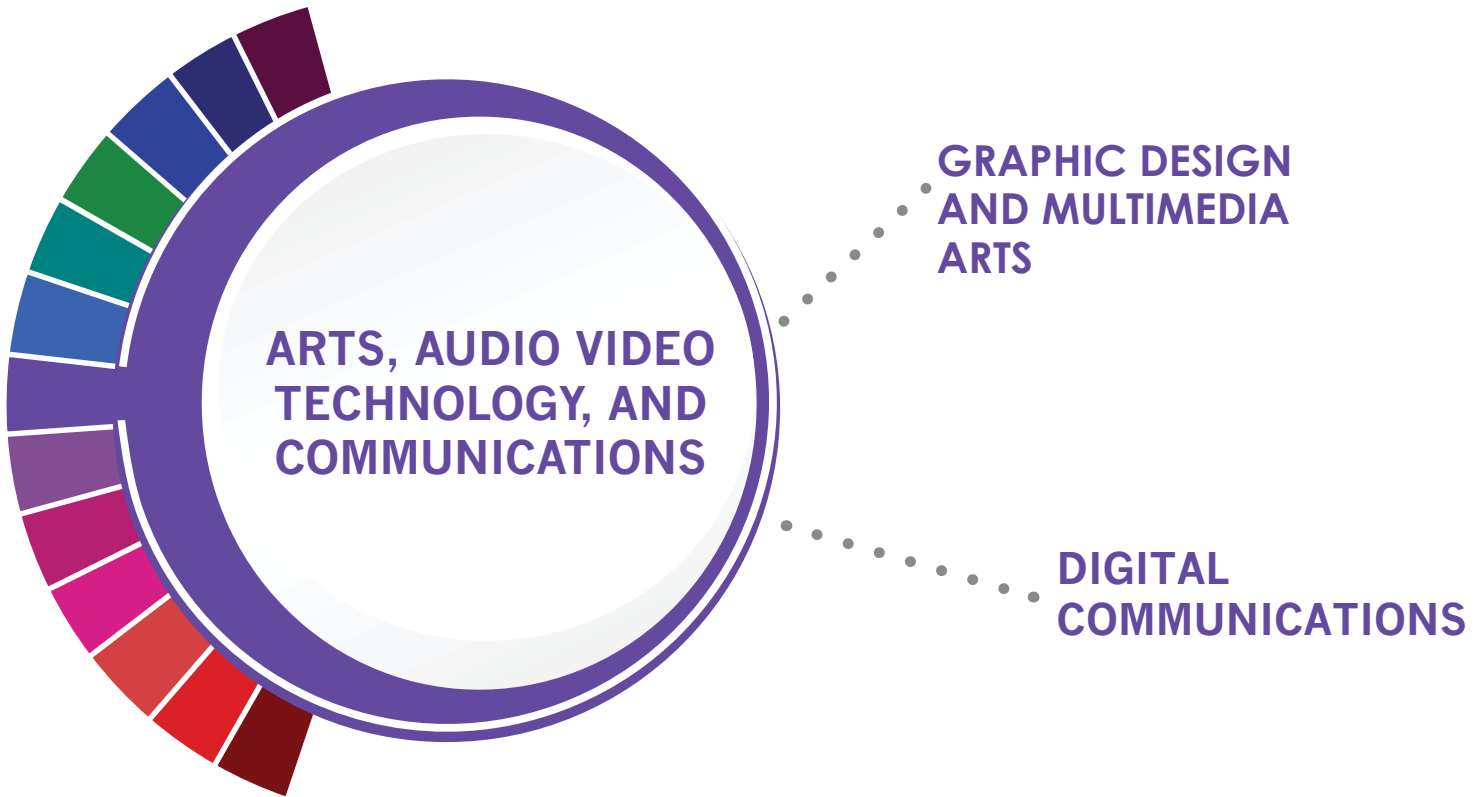 ARTS, AUDIO VIDEO
TECHNOLOGY, AND
COMMUNICATIONS
GRAPHIC DESIGN
AND MULTIMEDIA
ARTS
DIGITAL
COMMUNICATIONS